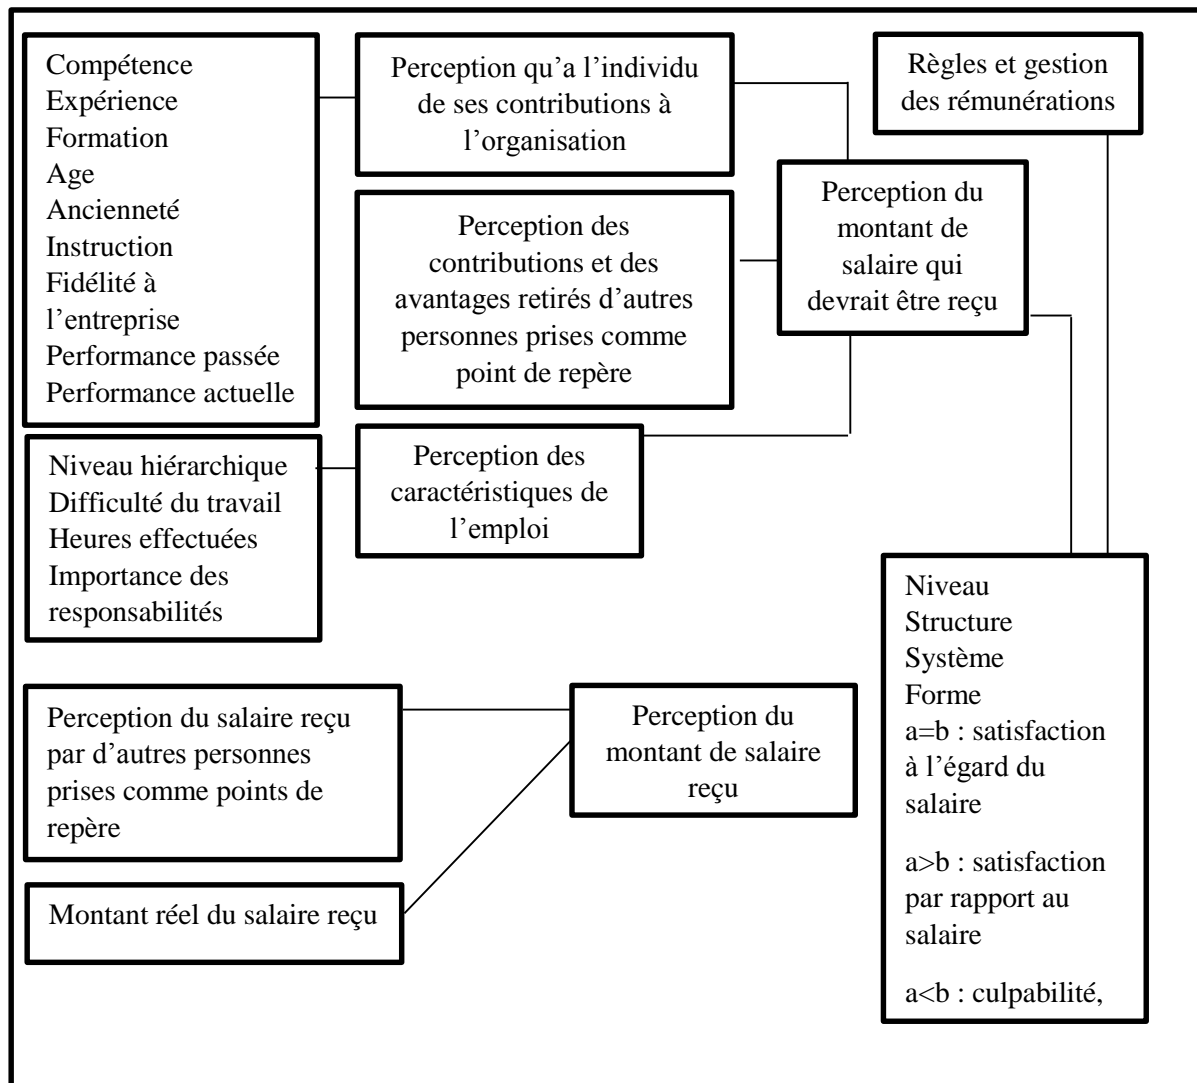 Compétence
Expérience
Formation
Age
Ancienneté
Instruction
Fidélité à
l’entreprise
Performance passée
Performance actuelle
Perception qu’a l’individu
de ses contributions à
l’organisation
Règles et gestion
des rémunérations
Perception des
contributions et des
avantages retirés d’autres
personnes prises comme
point de repère
Perception du
montant de
salaire qui
devrait être reçu
Niveau hiérarchique
Difficulté du travail
Heures effectuées
Importance des
responsabilités
Perception des
caractéristiques de
l’emploi
Perception du salaire reçu
par d’autres personnes
prises comme points de
repère
Perception du
montant de salaire
reçu
Montant réel du salaire reçu
Niveau
Structure
Système
Forme
a=b : satisfaction
à l’égard du
salaire
a>b : satisfaction
par rapport au
salaire
a<b : culpabilité,